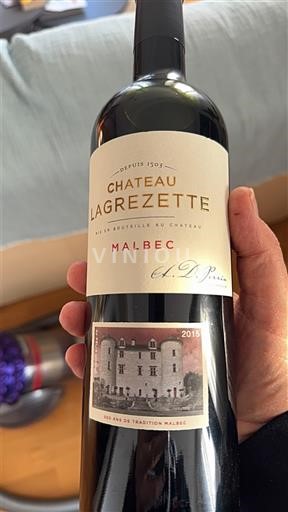 DEPUIS 1503
CHATEAU
LAGREZETTE
MIS EN BOUTEILLE AU CHATEAU
MALBEC
VINIOU
A. D. Perrin
2015
500 ANS DE TRADITION MALBEC